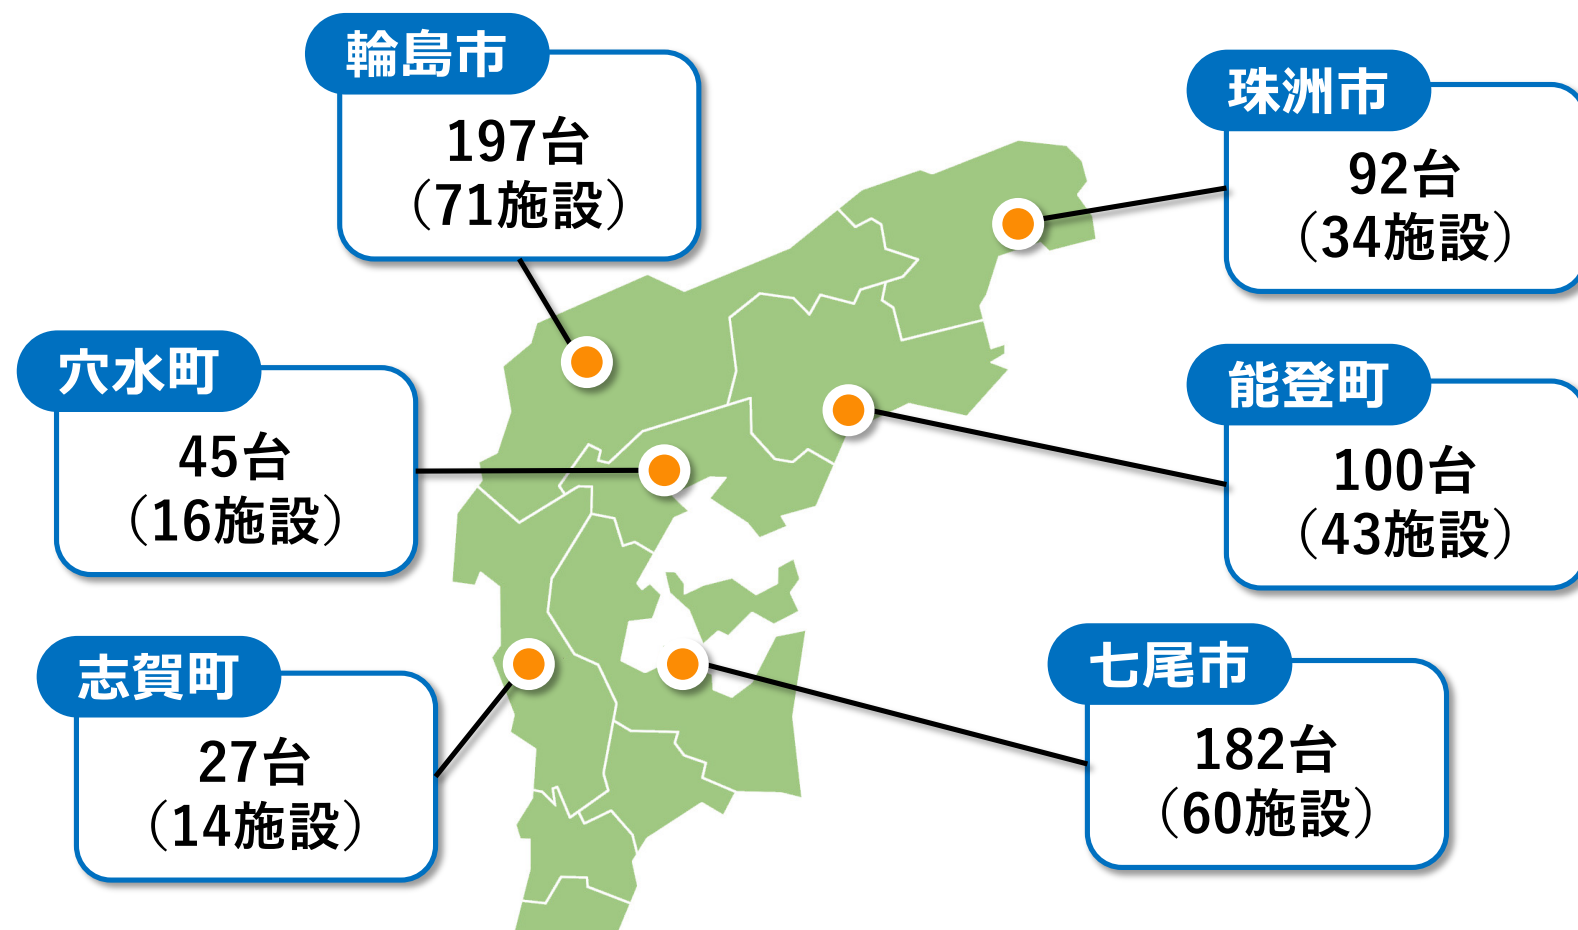 輪島市
197台
（71施設）
珠洲市
92台
（34施設）
穴水町
45台
（16施設）
能登町
100台
（43施設）
志賀町
27台
（14施設）
七尾市
182台
（60施設）